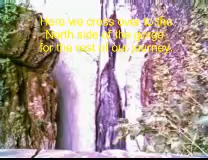 Here we cross over to the
North side of the gorge
for the rest of our journey.